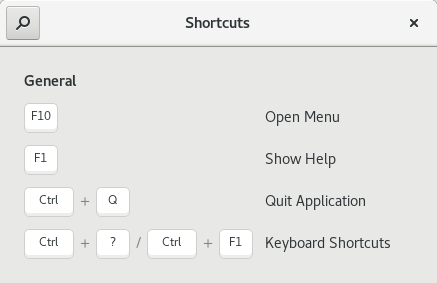 Shortcuts
General
F10 Open Menu
F1 Show Help
Ctrl + Q Quit Application
Ctrl + ? / Ctrl + F1 Keyboard Shortcuts